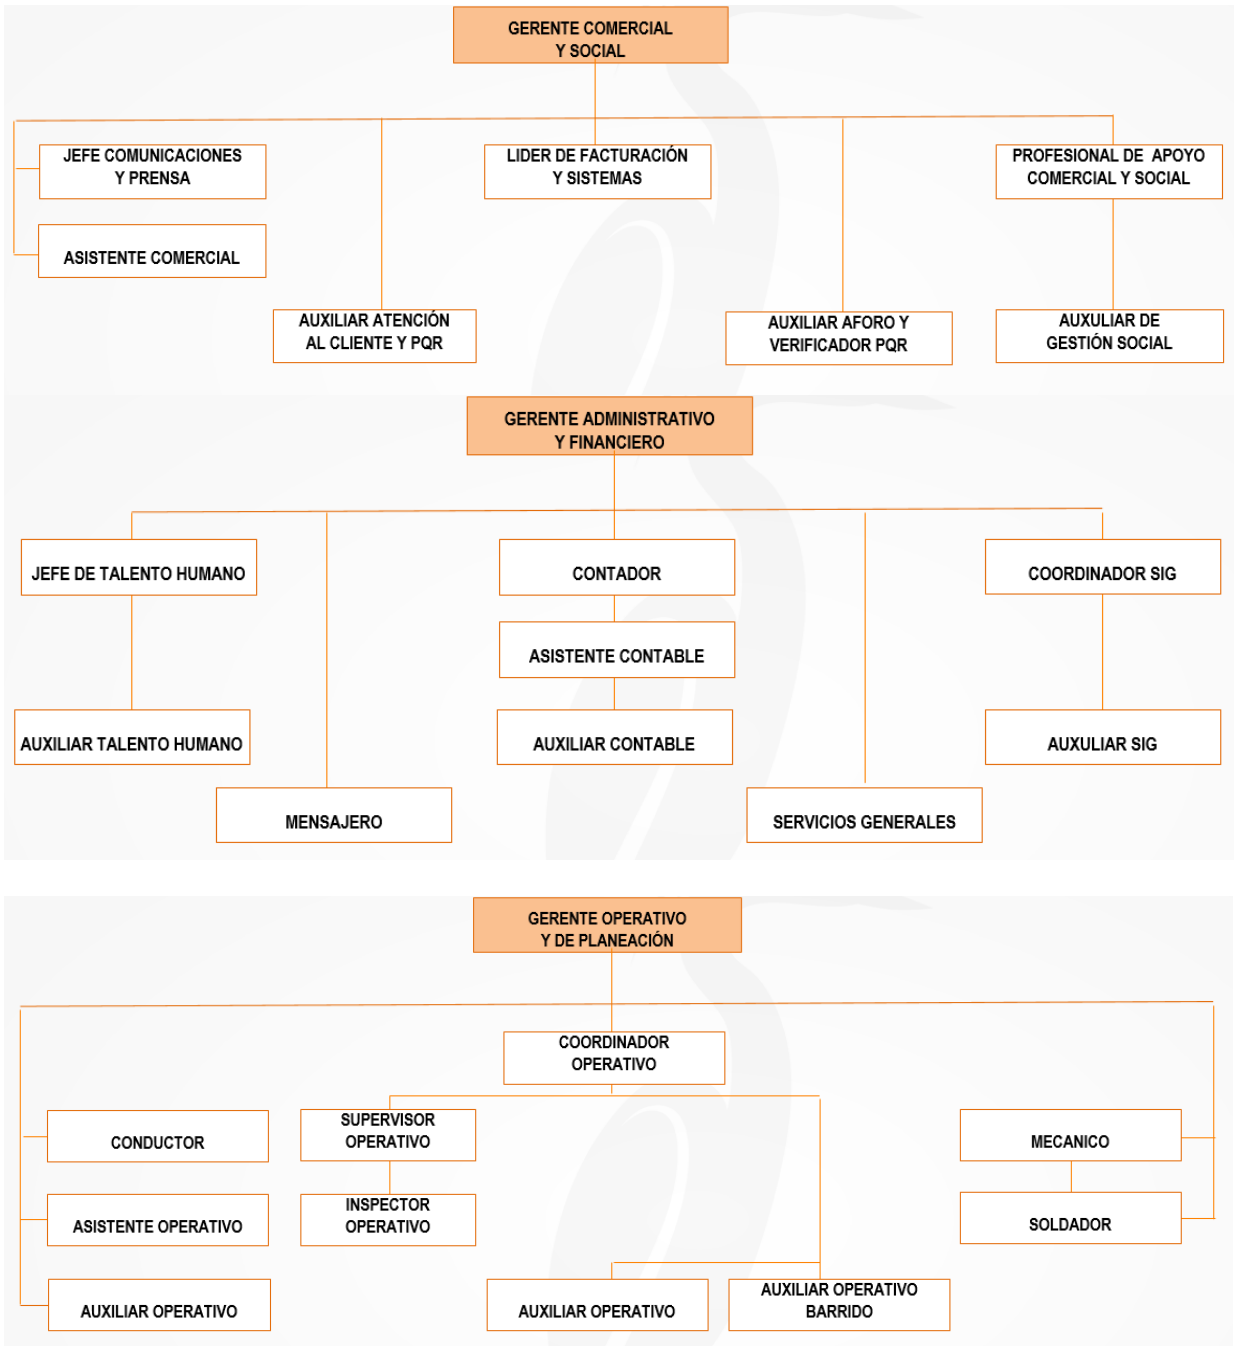 GERENTE COMERCIAL
Y SOCIAL
JEFE COMUNICACIONES
Y PRENSA
LIDER DE FACTURACIÓN
Y SISTEMAS
PROFESIONAL DE APOYO
COMERCIAL Y SOCIAL
ASISTENTE COMERCIAL
AUXILIAR ATENCIÓN
AL CLIENTE Y PQR
AUXILIAR AFORO Y
VERIFICADOR PQR
AUXULIAR DE
GESTIÓN SOCIAL
GERENTE ADMINISTRATIVO
Y FINANCIERO
JEFE DE TALENTO HUMANO
CONTADOR
COORDINADOR SIG
ASISTENTE CONTABLE
AUXILIAR TALENTO HUMANO
AUXILIAR CONTABLE
AUXULIAR SIG
MENSAJERO
SERVICIOS GENERALES
GERENTE OPERATIVO
Y DE PLANEACIÓN
COORDINADOR
OPERATIVO
CONDUCTOR
SUPERVISOR
OPERATIVO
MECANICO
ASISTENTE OPERATIVO
INSPECTOR
OPERATIVO
SOLDADOR
AUXILIAR OPERATIVO
AUXILIAR OPERATIVO
AUXILIAR OPERATIVO
BARRIDO